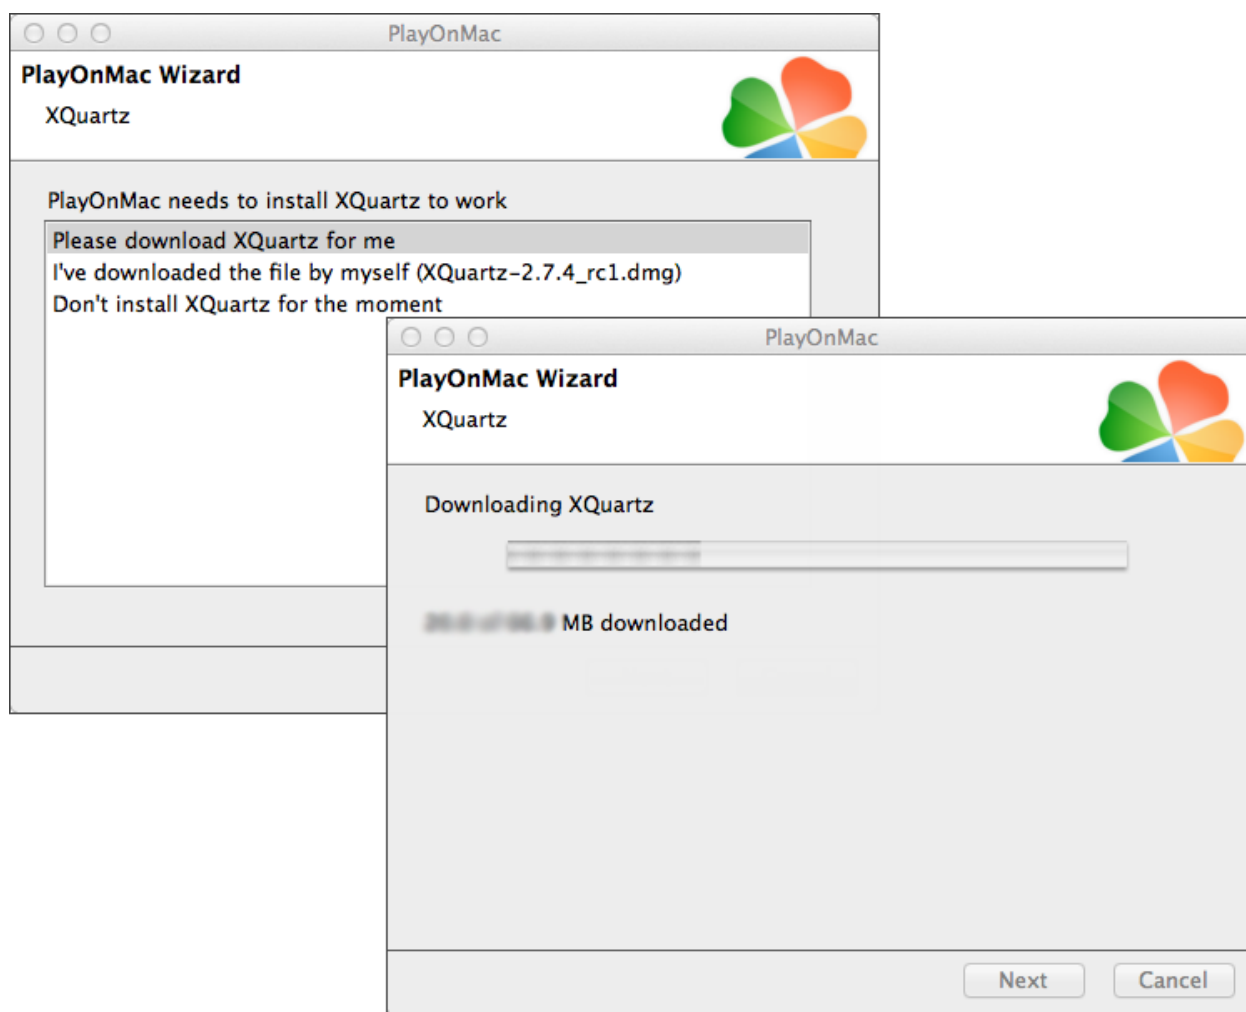 PlayOnMac
PlayOnMac Wizard
XQuartz
PlayOnMac needs to install XQuartz to work
Please download XQuartz for me
I've downloaded the file by myself (XQuartz-2.7.4_rc1.dmg)
Don't install XQuartz for the moment
PlayOnMac
PlayOnMac Wizard
XQuartz
Downloading XQuartz
MB downloaded
Next
Cancel